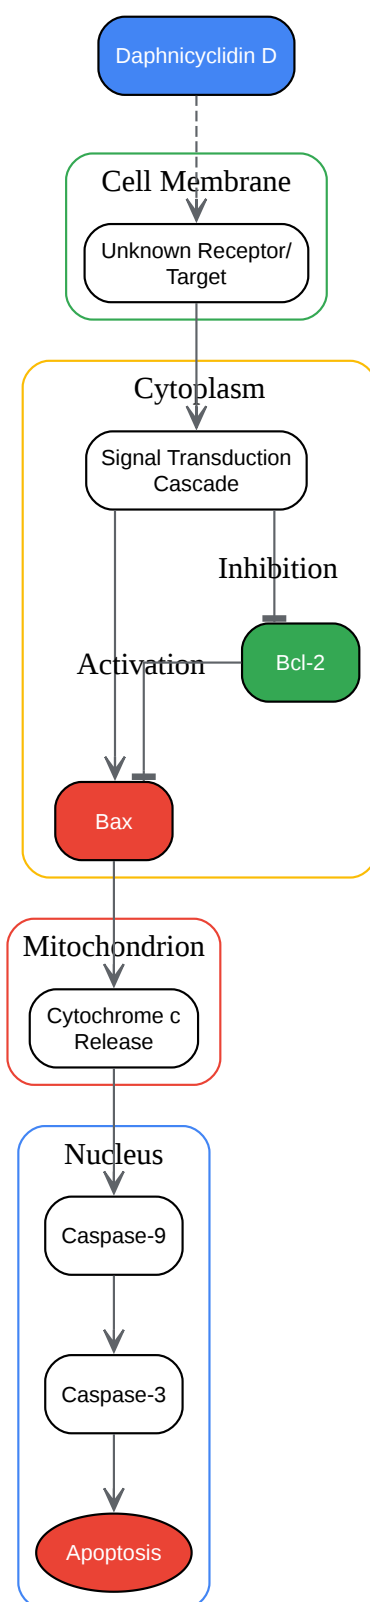 Daphnicyclidin D
Cell Membrane
Unknown Receptor/
Target
Cytoplasm
Signal Transduction
Cascade
Inhibition
Activation
Bcl-2
Bax
Mitochondrion
Cytochrome c
Release
Nucleus
Caspase-9
Caspase-3
Apoptosis